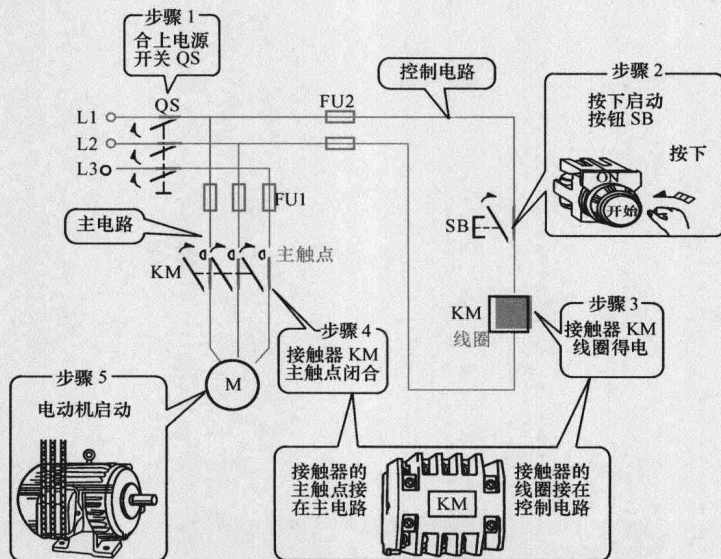 步骤 1
合上电源
开关 QS
QS
L1
L2
L3
FU2
控制电路
步骤 2
按下启动
按钮 SB
按下
ON
开始
FU1
主电路
KM
主触点
SB
KM
线圈
步骤 3
接触器 KM
线圈得电
步骤 4
接触器 KM
主触点闭合
M
步骤 5
电动机启动
接触器的
主触点接
在主电路
KM
接触器的
线圈接在
控制电路